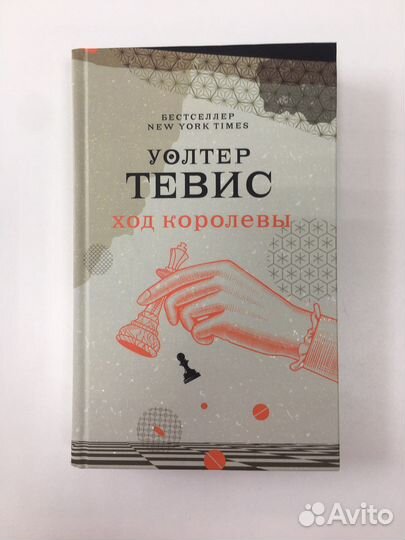 БЕСТСЕЛЛЕР
NEW YORK TIMES
УОЛТЕР
ТЕВИС
ход королевы
Avito